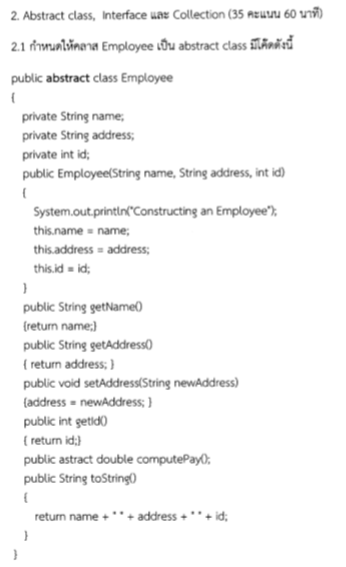 2. Abstract class, Interface และ Collection (35 คะแนน 60 นาที)
2.1 กำหนดให้คลาส Employee เป็น abstract class มีโค๊ดดังนี้
public abstract class Employee
{
private String name;
private String address;
private int id;
public Employee(String name, String address, int id)
{
System.out.println("Constructing an Employee");
this.name = name;
this.address = address;
this.id = id;
}
public String getName()
{return name;}
public String getAddress()
{ return address; }
public void setAddress(String newAddress)
{address = newAddress; }
public int getId()
{ return id;}
public astract double computePay();
public String toString()
{
return name + " " + address + " " + id;
}
}